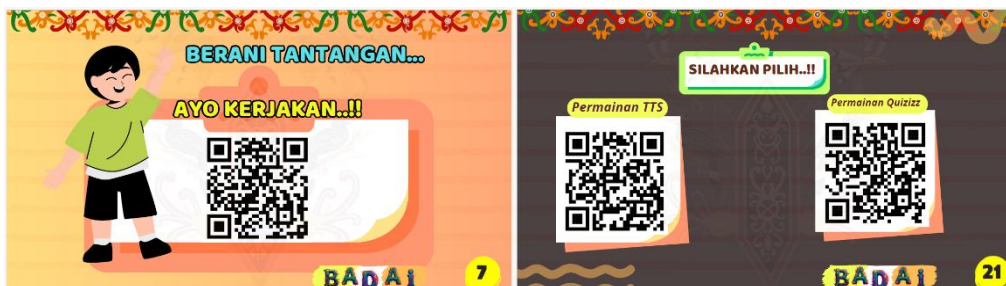 BERANI TANTANGAN...
AYO KERJAKAN..!!
BADAi
7
SILAHKAN PILIH..!!
Permainan TTS
Permainan Quizizz
BADAi
21